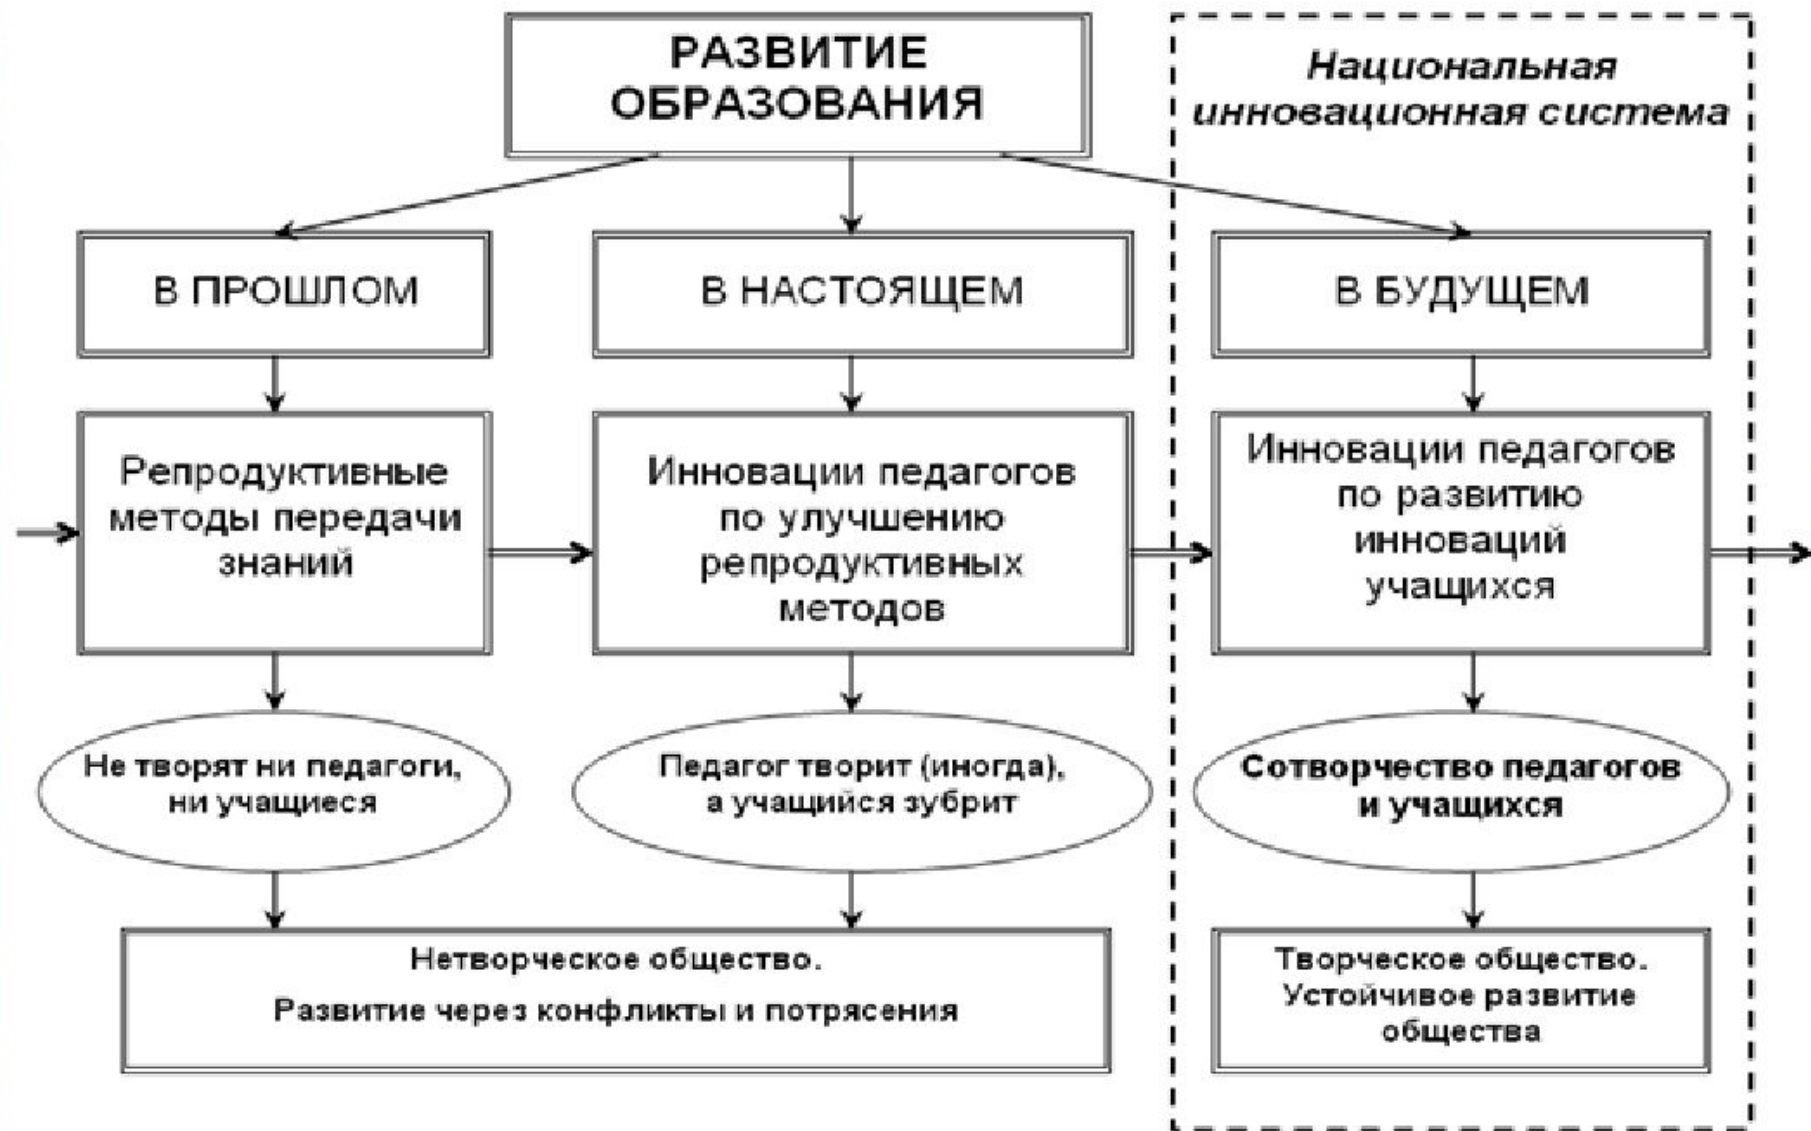 РАЗВИТИЕ
ОБРАЗОВАНИЯ
Национальная
инновационная система
В ПРОШЛОМ
В НАСТОЯЩЕМ
В БУДУЩЕМ
Репродуктивные
методы передачи
знаний
Инновации педагогов
по улучшению
репродуктивных
методов
Инновации педагогов
по развитию
инноваций
учащихся
Не творят ни педагоги,
ни учащиеся
Педагог творит (иногда),
а учащийся зубрит
Сотворчество педагогов
и учащихся
Нетворческое общество.
Развитие через конфликты и потрясения
Творческое общество.
Устойчивое развитие
общества